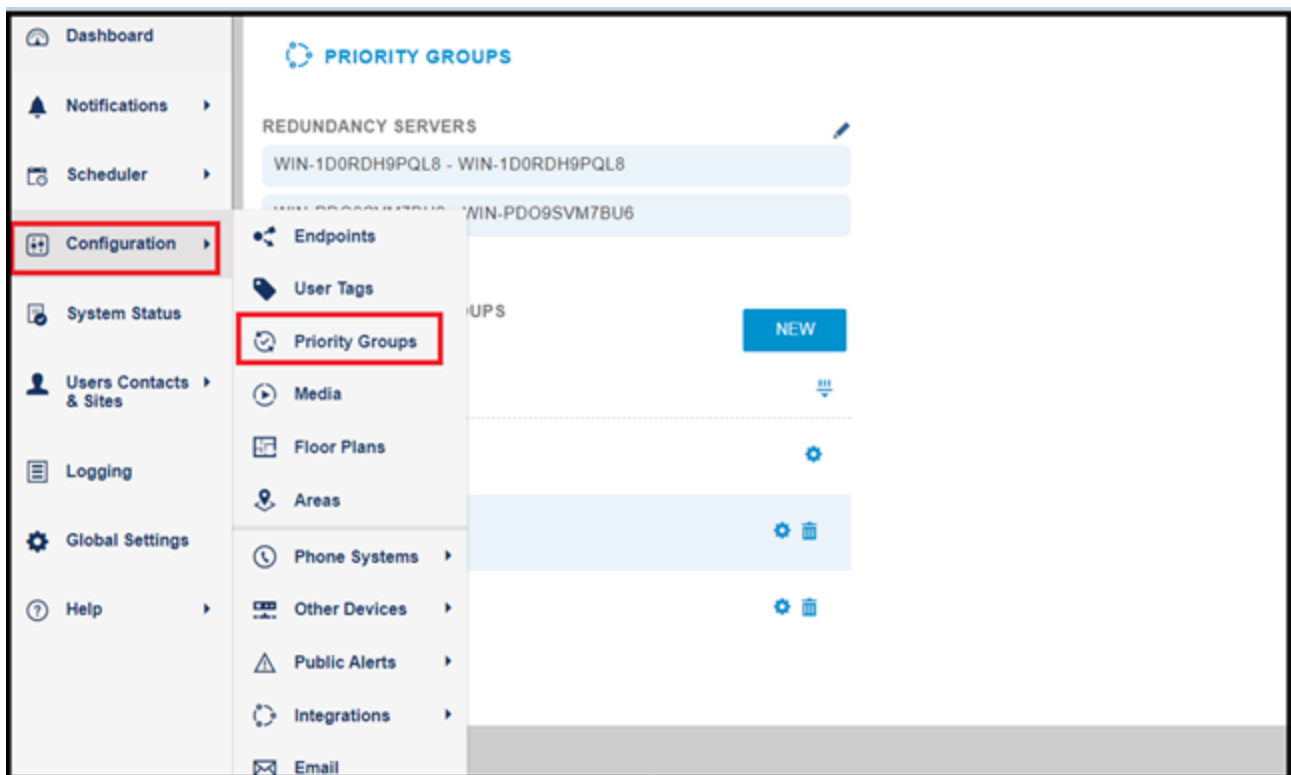 Dashboard
PRIORITY GROUPS
Notifications
REDUNDANCY SERVERS
WIN-1D0RDH9PQL8 - WIN-1D0RDH9PQL8
Scheduler
WIN-PDO9SVM7BU6
Configuration
Endpoints
User Tags
System Status
UPS
NEW
Priority Groups
Users Contacts
& Sites
Media
Floor Plans
Logging
Areas
Global Settings
Phone Systems
Help
Other Devices
Public Alerts
Integrations
Email